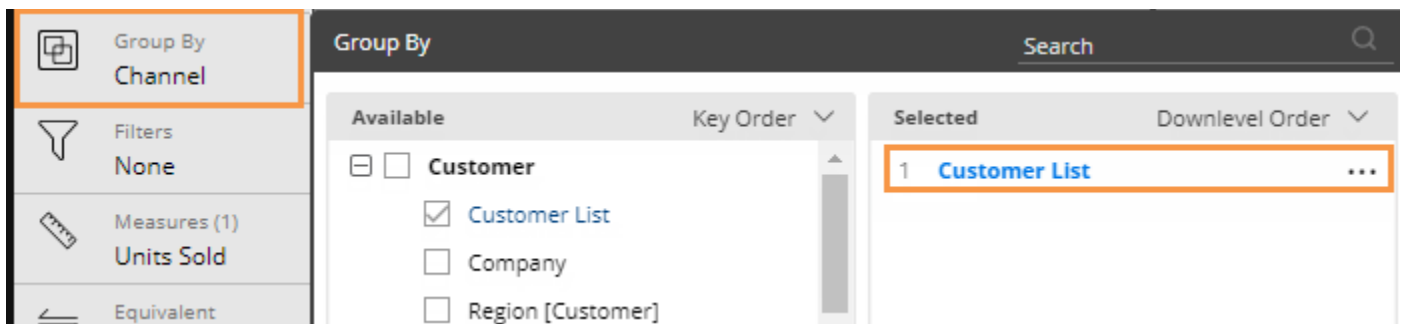 Group By
Channel
Filters
None
Measures (1)
Units Sold
Equivalent
Group By
Search
Available
Key Order
Customer
Customer List
Company
Region [Customer]
Selected
Downlevel Order
1 Customer List ...